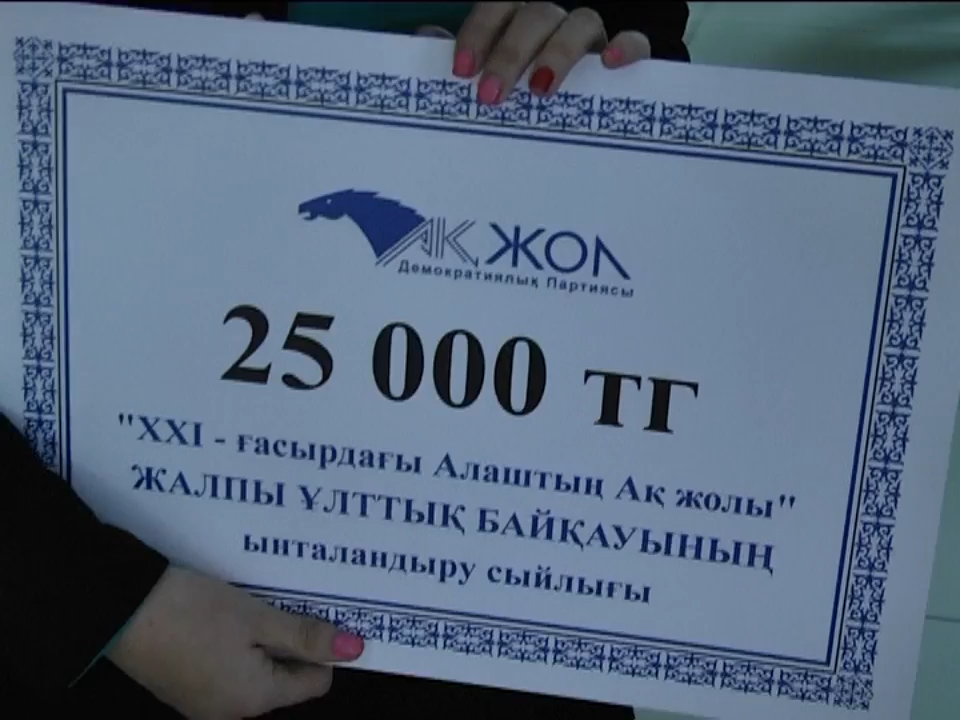 АҚ ЖОЛ
Демократиялық Партиясы
25 000 тг
"XXI - ғасырдағы Алаштың Ақ жолы"
ЖАЛПЫ ҰЛТТЫҚ БАЙҚАУЫНЫҢ
ынталандыру сыйлығы